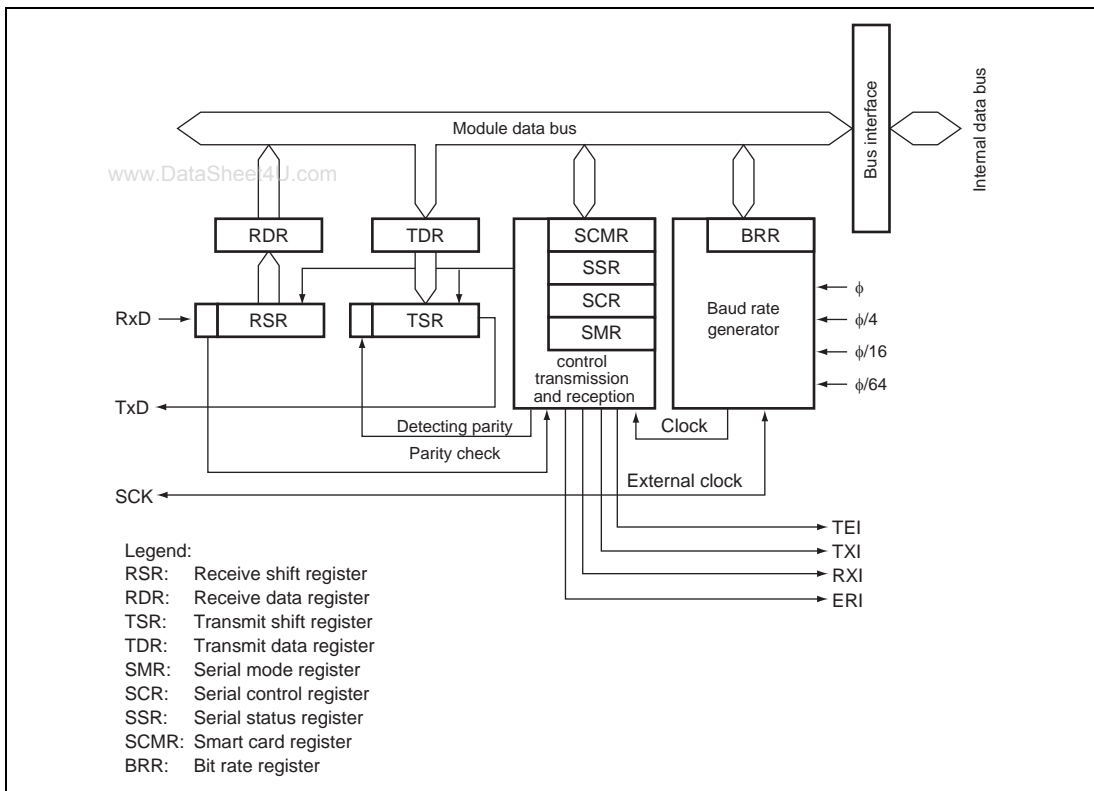 Module data bus
Bus interface
Internal data bus
www.DataSheet4U.com
RDR
TDR
SCMR
BRR
SSR
SCR
SMR
RxD
RSR
TSR
Baud rate
generator
ϕ
ϕ/4
ϕ/16
ϕ/64
control
transmission
and reception
TxD
Detecting parity
Clock
Parity check
External clock
SCK
TEI
TXI
RXI
ERI
Legend:
RSR: Receive shift register
RDR: Receive data register
TSR: Transmit shift register
TDR: Transmit data register
SMR: Serial mode register
SCR: Serial control register
SSR: Serial status register
SCMR: Smart card register
BRR: Bit rate register